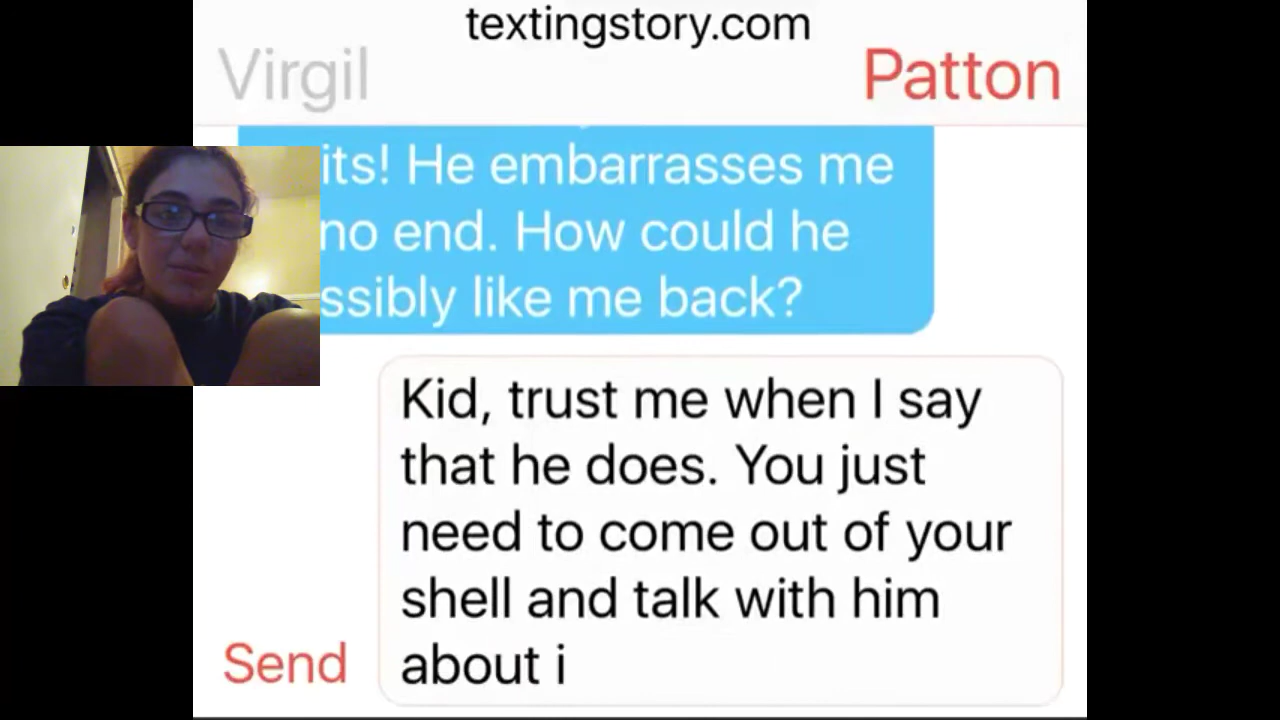 textingstory.com
Virgil Patton
its! He embarrasses me
no end. How could he
ssibly like me back?
Kid, trust me when I say
that he does. You just
need to come out of your
shell and talk with him
Send about i